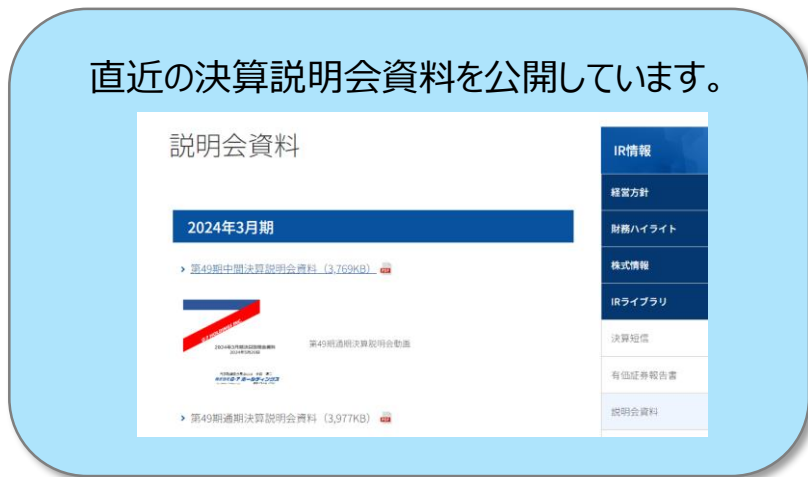 直近の決算説明会資料を公開しています。
説明会資料
2024年3月期
第49期中間決算説明会資料（3,769KB）
第49期通期決算説明会動画
第49期通期決算説明会資料（3,977KB）
IR情報
経営方針
財務ハイライト
株式情報
IRライブラリ
決算短信
有価証券報告書
説明会資料